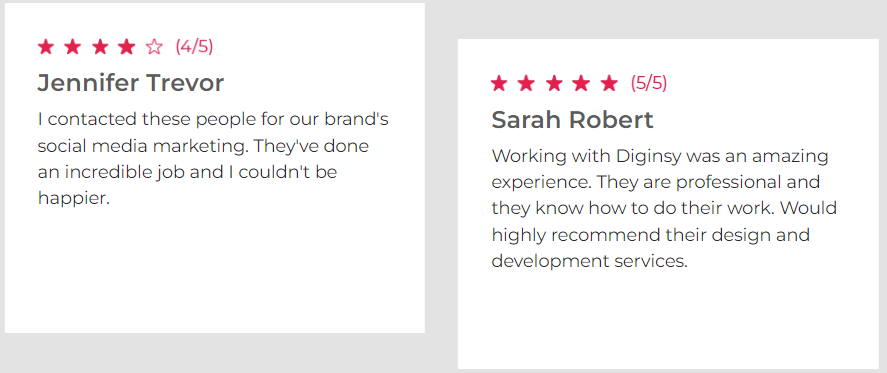 (4/5)
Jennifer Trevor
I contacted these people for our brand's
social media marketing. They've done
an incredible job and I couldn't be
happier.
(5/5)
Sarah Robert
Working with Diginsy was an amazing
experience. They are professional and
they know how to do their work. Would
highly recommend their design and
development services.